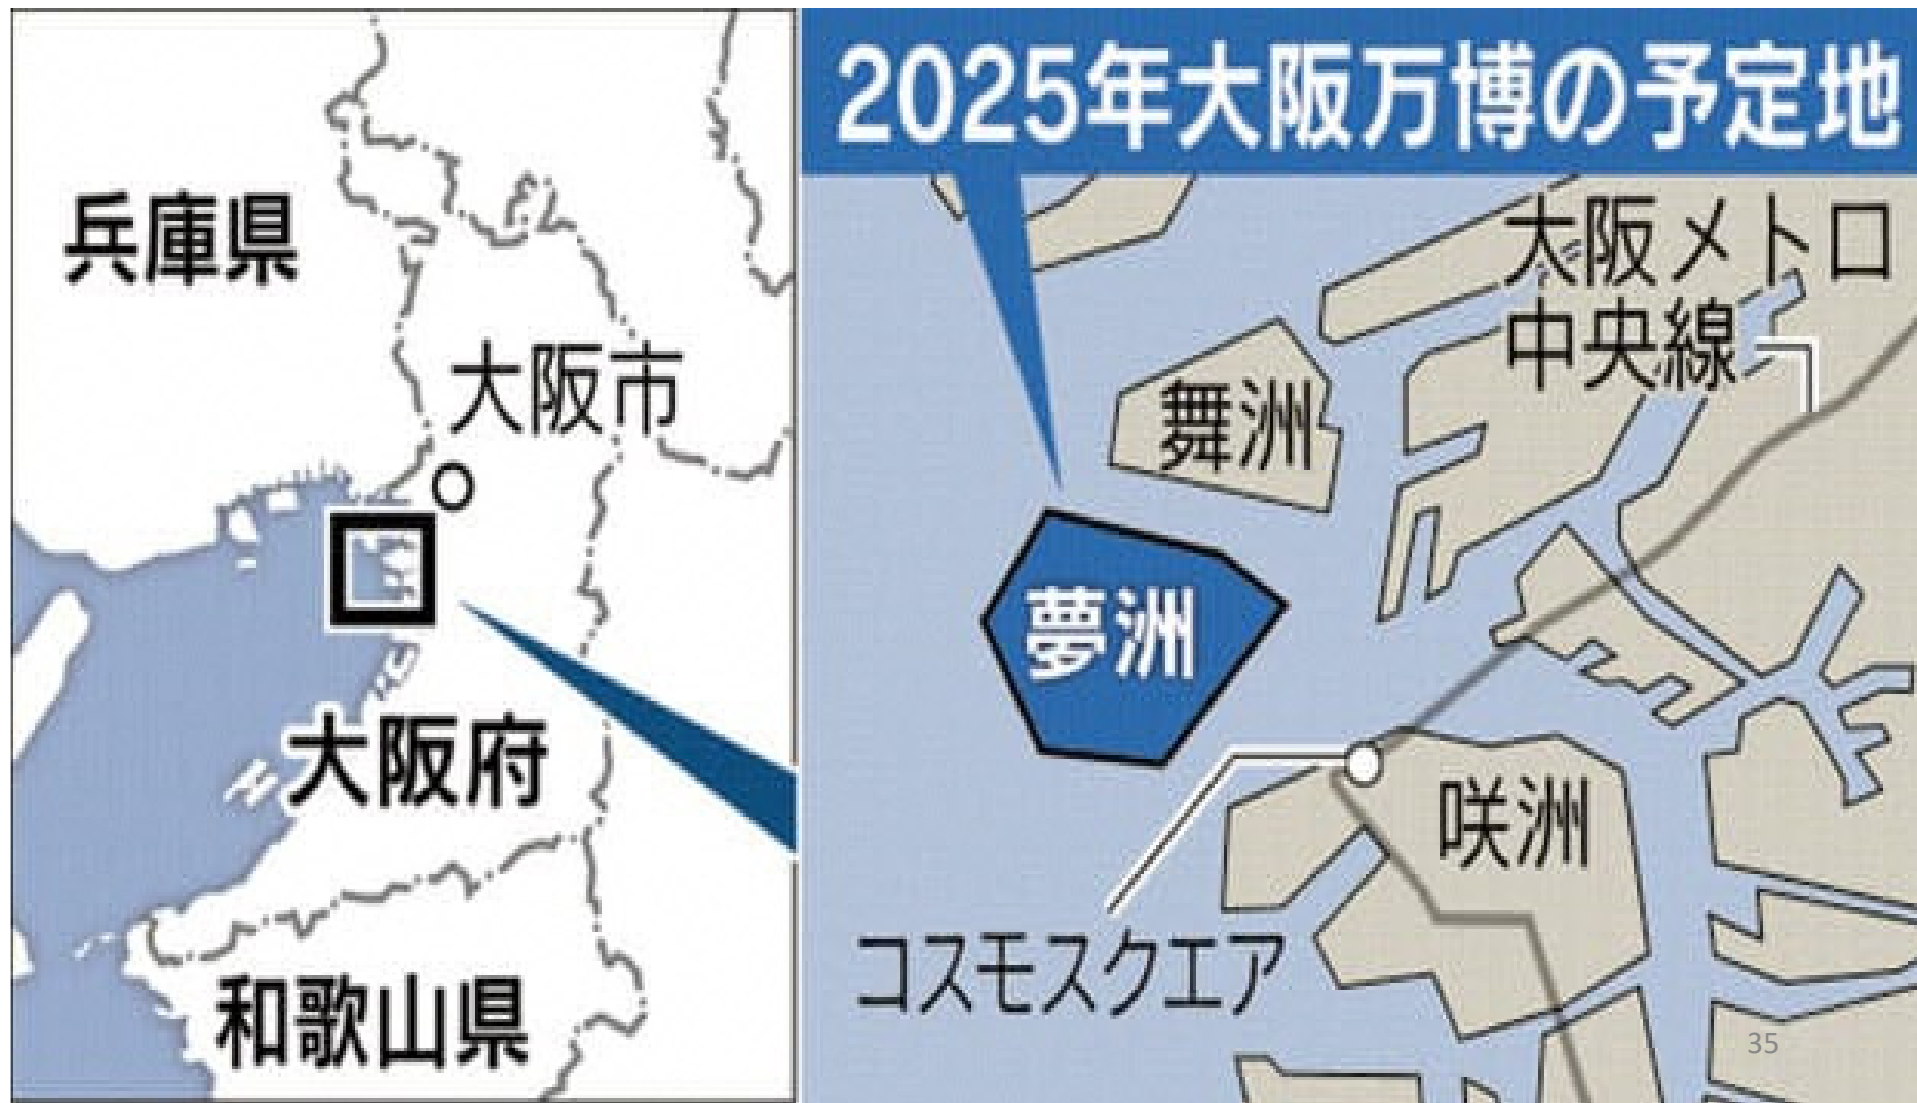 兵庫県
大阪市
大阪府
和歌山県
2025年大阪万博の予定地
大阪メトロ
中央線
舞洲
夢洲
咲洲
コスモスクエア
35